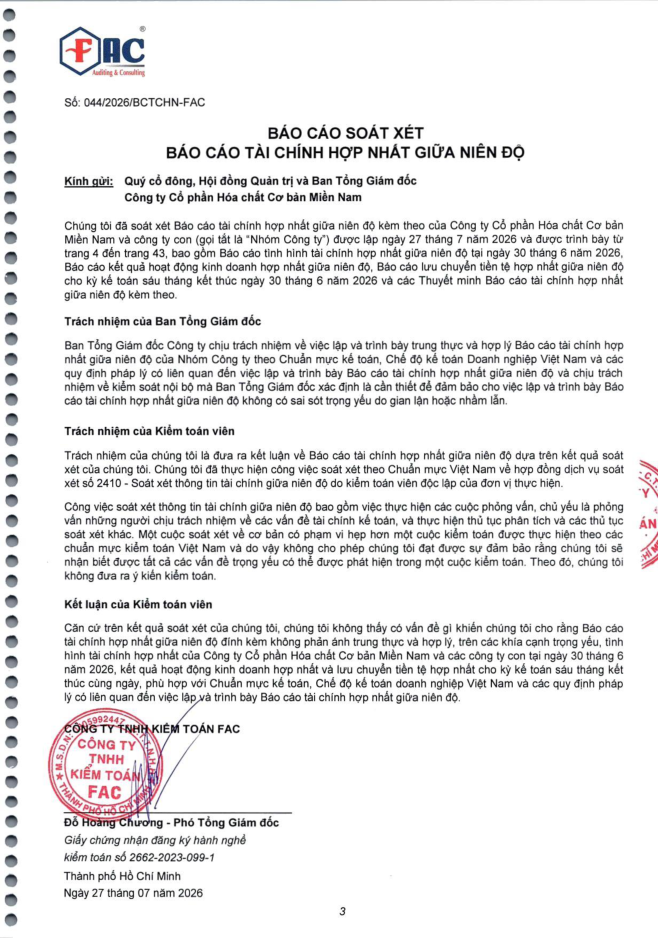 FAC
®
Auditing & Consulting
Số: 044/2026/BCTCHN-FAC
BÁO CÁO SOÁT XÉT
BÁO CÁO TÀI CHÍNH HỢP NHẤT GIỮA NIÊN ĐỘ
Kính gửi: Quý cổ đông, Hội đồng Quản trị và Ban Tổng Giám đốc
Công ty Cổ phần Hóa chất Cơ bản Miền Nam
Chúng tôi đã soát xét Báo cáo tài chính hợp nhất giữa niên độ kèm theo của Công ty Cổ phần Hóa chất Cơ bản
Miền Nam và công ty con (gọi tắt là “Nhóm Công ty”) được lập ngày 27 tháng 7 năm 2026 và được trình bày từ
trang 4 đến trang 43, bao gồm Báo cáo tình hình tài chính hợp nhất giữa niên độ tại ngày 30 tháng 6 năm 2026,
Báo cáo kết quả hoạt động kinh doanh hợp nhất giữa niên độ, Báo cáo lưu chuyển tiền tệ hợp nhất giữa niên độ
cho kỳ kế toán sáu tháng kết thúc ngày 30 tháng 6 năm 2026 và các Thuyết minh Báo cáo tài chính hợp nhất
giữa niên độ kèm theo.
Trách nhiệm của Ban Tổng Giám đốc
Ban Tổng Giám đốc Công ty chịu trách nhiệm về việc lập và trình bày trung thực và hợp lý Báo cáo tài chính hợp
nhất giữa niên độ của Nhóm Công ty theo Chuẩn mực kế toán, Chế độ kế toán Doanh nghiệp Việt Nam và các
quy định pháp lý có liên quan đến việc lập và trình bày Báo cáo tài chính hợp nhất giữa niên độ và chịu trách
nhiệm về kiểm soát nội bộ mà Ban Tổng Giám đốc xác định là cần thiết để đảm bảo cho việc lập và trình bày Báo
cáo tài chính hợp nhất giữa niên độ không có sai sót trọng yếu do gian lận hoặc nhầm lẫn.
Trách nhiệm của Kiểm toán viên
Trách nhiệm của chúng tôi là đưa ra kết luận về Báo cáo tài chính hợp nhất giữa niên độ dựa trên kết quả soát
xét của chúng tôi. Chúng tôi đã thực hiện công việc soát xét theo Chuẩn mực Việt Nam về hợp đồng dịch vụ soát
xét số 2410 - Soát xét thông tin tài chính giữa niên độ do kiểm toán viên độc lập của đơn vị thực hiện.
Công việc soát xét thông tin tài chính giữa niên độ bao gồm việc thực hiện các cuộc phỏng vấn, chủ yếu là phỏng
vấn những người chịu trách nhiệm về các vấn đề tài chính kế toán, và thực hiện thủ tục phân tích và các thủ tục
soát xét khác. Một cuộc soát xét về cơ bản có phạm vi hẹp hơn một cuộc kiểm toán được thực hiện theo các
chuẩn mực kiểm toán Việt Nam và do vậy không cho phép chúng tôi đạt được sự đảm bảo rằng chúng tôi sẽ
nhận biết được tất cả các vấn đề trọng yếu có thể được phát hiện trong một cuộc kiểm toán. Theo đó, chúng tôi
không đưa ra ý kiến kiểm toán.
Kết luận của Kiểm toán viên
Căn cứ trên kết quả soát xét của chúng tôi, chúng tôi không thấy có vấn đề gì khiến chúng tôi cho rằng Báo cáo
tài chính hợp nhất giữa niên độ đính kèm không phản ánh trung thực và hợp lý, trên các khía cạnh trọng yếu, tình
hình tài chính hợp nhất của Công ty Cổ phần Hóa chất Cơ bản Miền Nam và các công ty con tại ngày 30 tháng 6
năm 2026, kết quả hoạt động kinh doanh hợp nhất và lưu chuyển tiền tệ hợp nhất cho kỳ kế toán sáu tháng kết
thúc cùng ngày, phù hợp với Chuẩn mực kế toán, Chế độ kế toán doanh nghiệp Việt Nam và các quy định pháp
lý có liên quan đến việc lập và trình bày Báo cáo tài chính hợp nhất giữa niên độ.
CÔNG TY TNHH KIỂM TOÁN FAC
CÔNG TY
TNHH
KIỂM TOÁN
FAC
THÀNH PHỐ HỒ CHÍ MINH
Đỗ Hoàng Chương - Phó Tổng Giám đốc
Giấy chứng nhận đăng ký hành nghề
kiểm toán số 2662-2023-099-1
Thành phố Hồ Chí Minh
Ngày 27 tháng 07 năm 2026
3